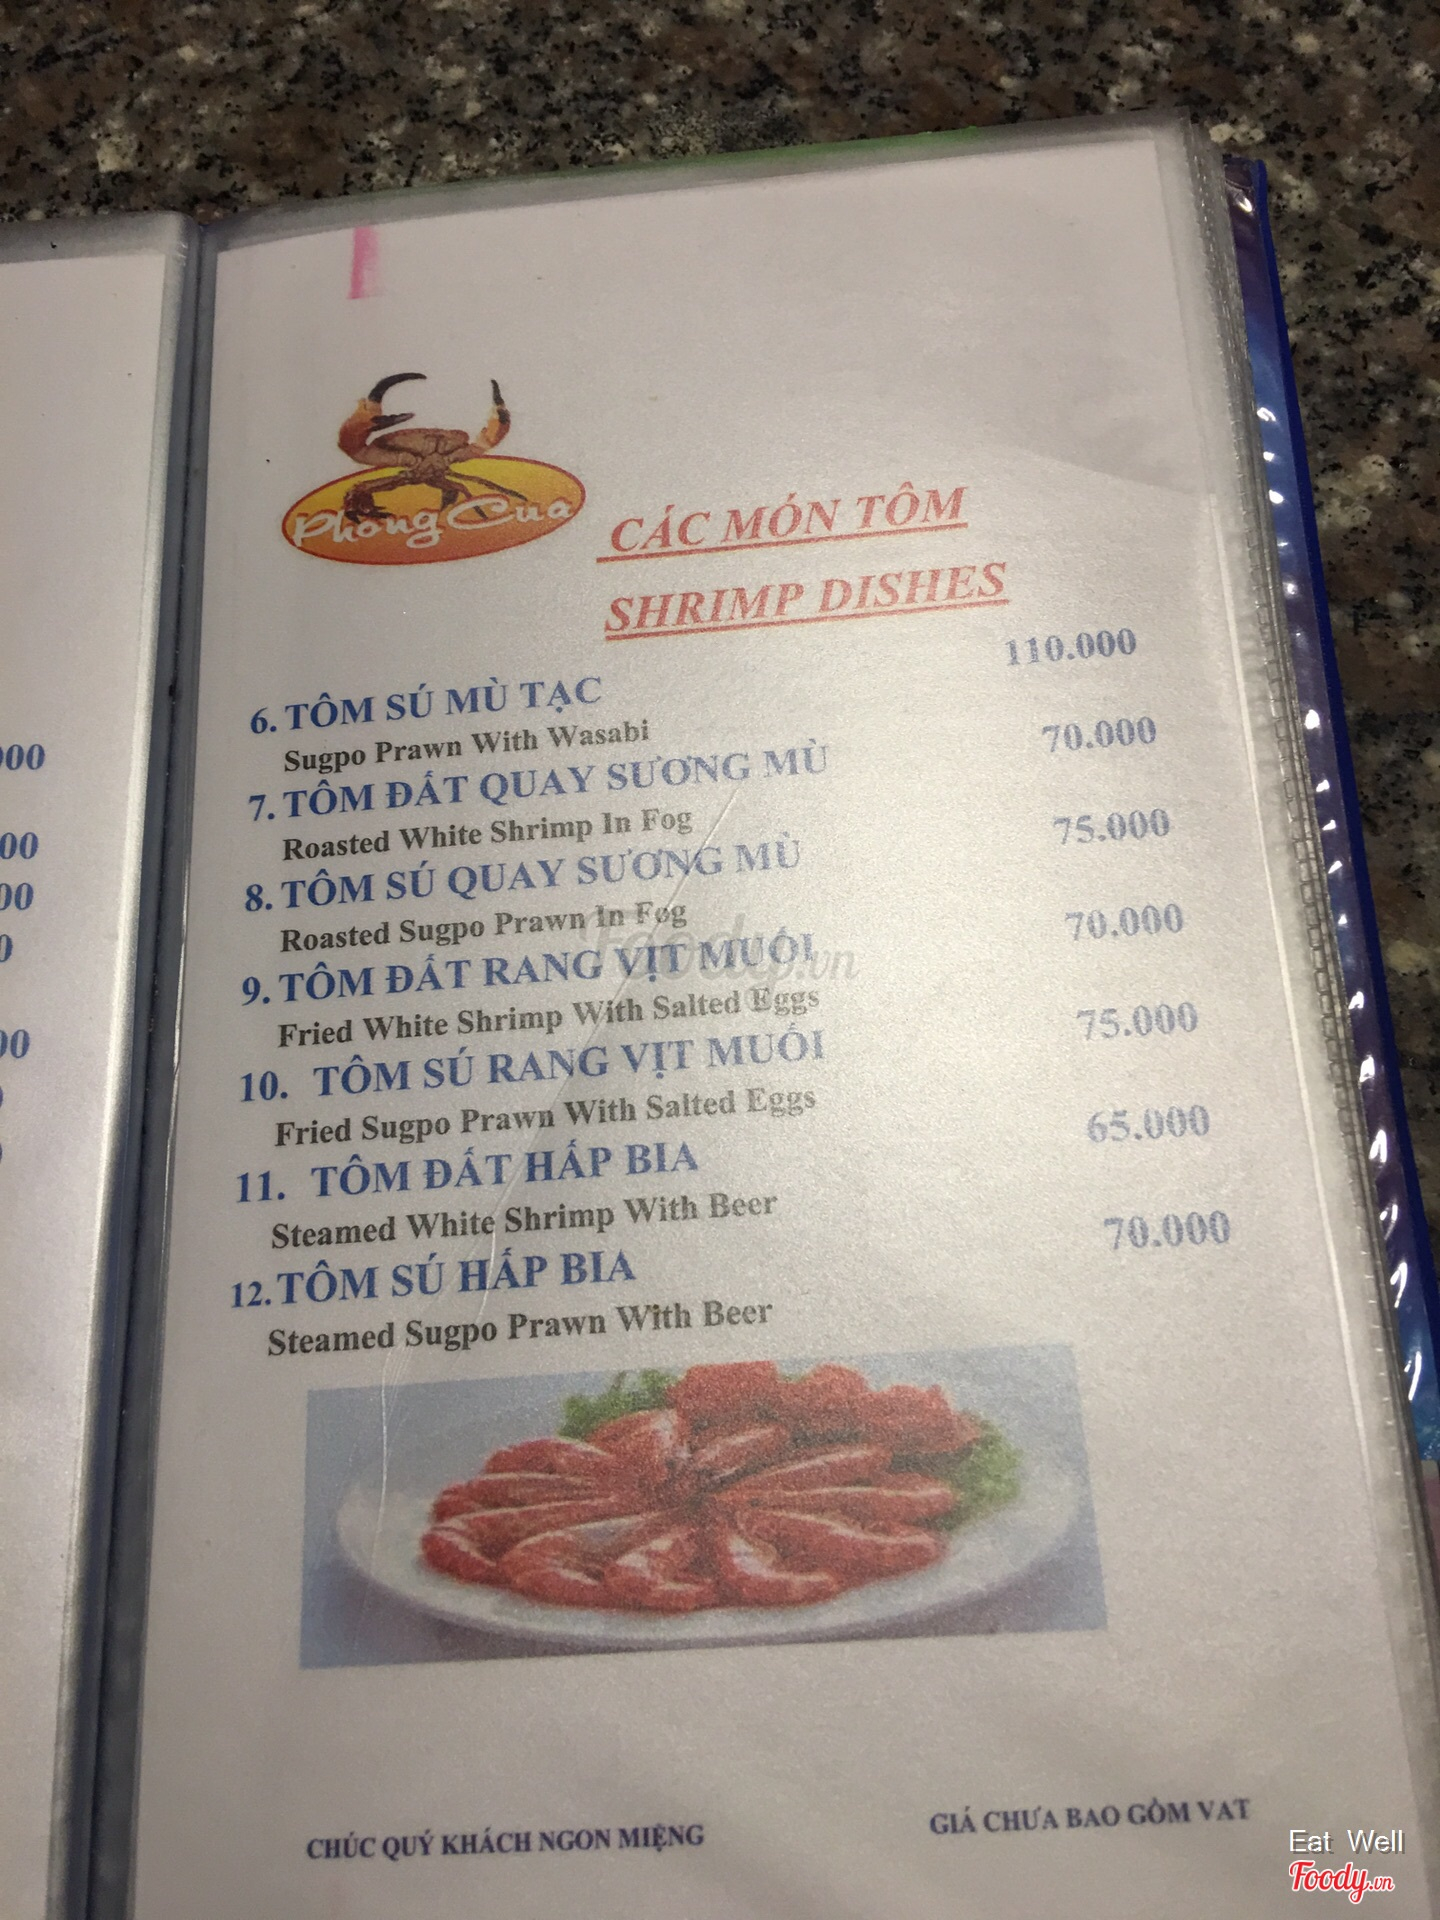 Phong Cua
CÁC MÓN TÔM
SHRIMP DISHES
6. TÔM SÚ MÙ TẠC 110.000
Sugpo Prawn With Wasabi
7. TÔM ĐẤT QUAY SƯƠNG MÙ 70.000
Roasted White Shrimp In Fog
8. TÔM SÚ QUAY SƯƠNG MÙ 75.000
Roasted Sugpo Prawn In Fog
9. TÔM ĐẤT RANG VỊT MUỐI 70.000
Fried White Shrimp With Salted Eggs
10. TÔM SÚ RANG VỊT MUỐI 75.000
Fried Sugpo Prawn With Salted Eggs
11. TÔM ĐẤT HẤP BIA 65.000
Steamed White Shrimp With Beer
12. TÔM SÚ HẤP BIA 70.000
Steamed Sugpo Prawn With Beer
CHÚC QUÝ KHÁCH NGON MIỆNG
GIÁ CHƯA BAO GỒM VAT
Eat Well
Foody.vn